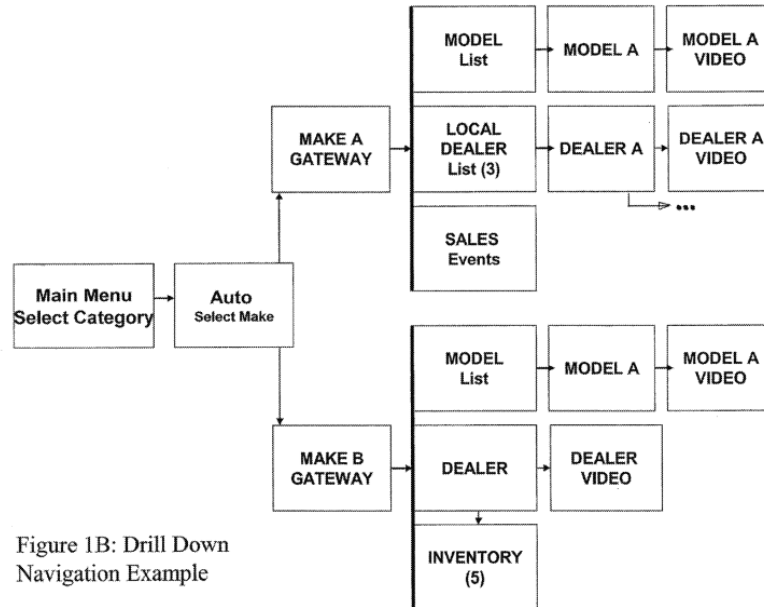 MODEL
List
MODEL A
MODEL A
VIDEO
MAKE A
GATEWAY
LOCAL
DEALER
List (3)
DEALER A
DEALER A
VIDEO
...
SALES
Events
Main Menu
Select Category
Auto
Select Make
MODEL
List
MODEL A
MODEL A
VIDEO
MAKE B
GATEWAY
DEALER
DEALER
VIDEO
INVENTORY
(5)
Figure 1B: Drill Down
Navigation Example